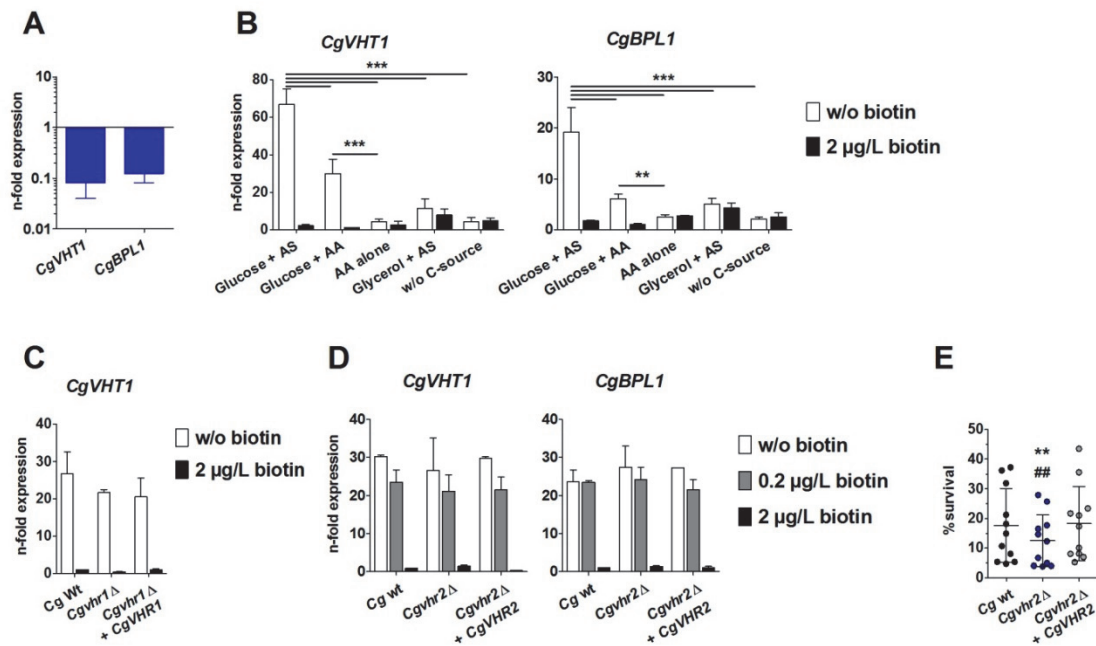 A
n-fold expression
10
1
0.1
0.01
CgVHT1
CgBPL1
B
CgVHT1
n-fold expression
80
60
40
20
0
***
***
Glucose + AS
Glucose + AA
AA alone
Glycerol + AS
w/o C-source
CgBPL1
30
20
10
0
***
**
Glucose + AS
Glucose + AA
AA alone
Glycerol + AS
w/o C-source
w/o biotin
2 µg/L biotin
C
CgVHT1
n-fold expression
40
30
20
10
0
Cg Wt
Cgvhr1Δ
Cgvhr1Δ
+ CgVHR1
w/o biotin
2 µg/L biotin
D
CgVHT1
n-fold expression
40
30
20
10
0
Cg wt
Cgvhr2Δ
Cgvhr2Δ
+ CgVHR2
CgBPL1
40
30
20
10
0
Cg wt
Cgvhr2Δ
Cgvhr2Δ
+ CgVHR2
w/o biotin
0.2 µg/L biotin
2 µg/L biotin
E
% survival
50
40
30
20
10
0
**
##
Cg wt
Cgvhr2Δ
Cgvhr2Δ
+ CgVHR2